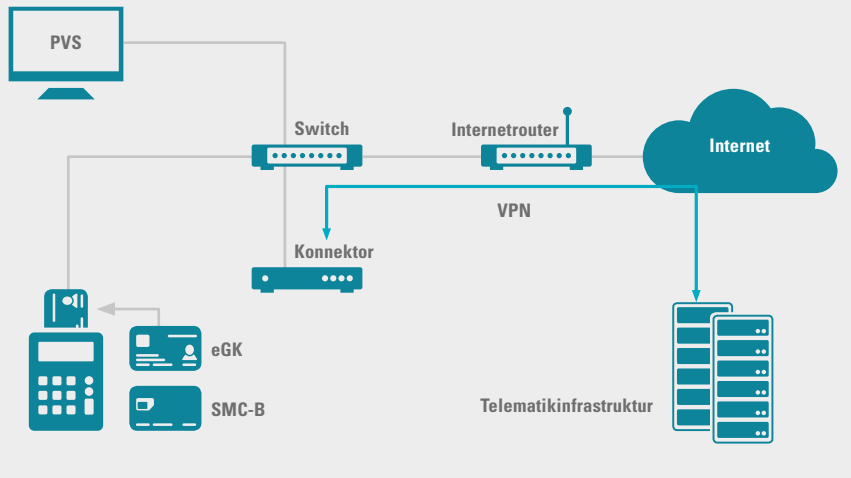 PVS
Switch
Internetrouter
Internet
VPN
Konnektor
eGK
SMC-B
Telematikinfrastruktur